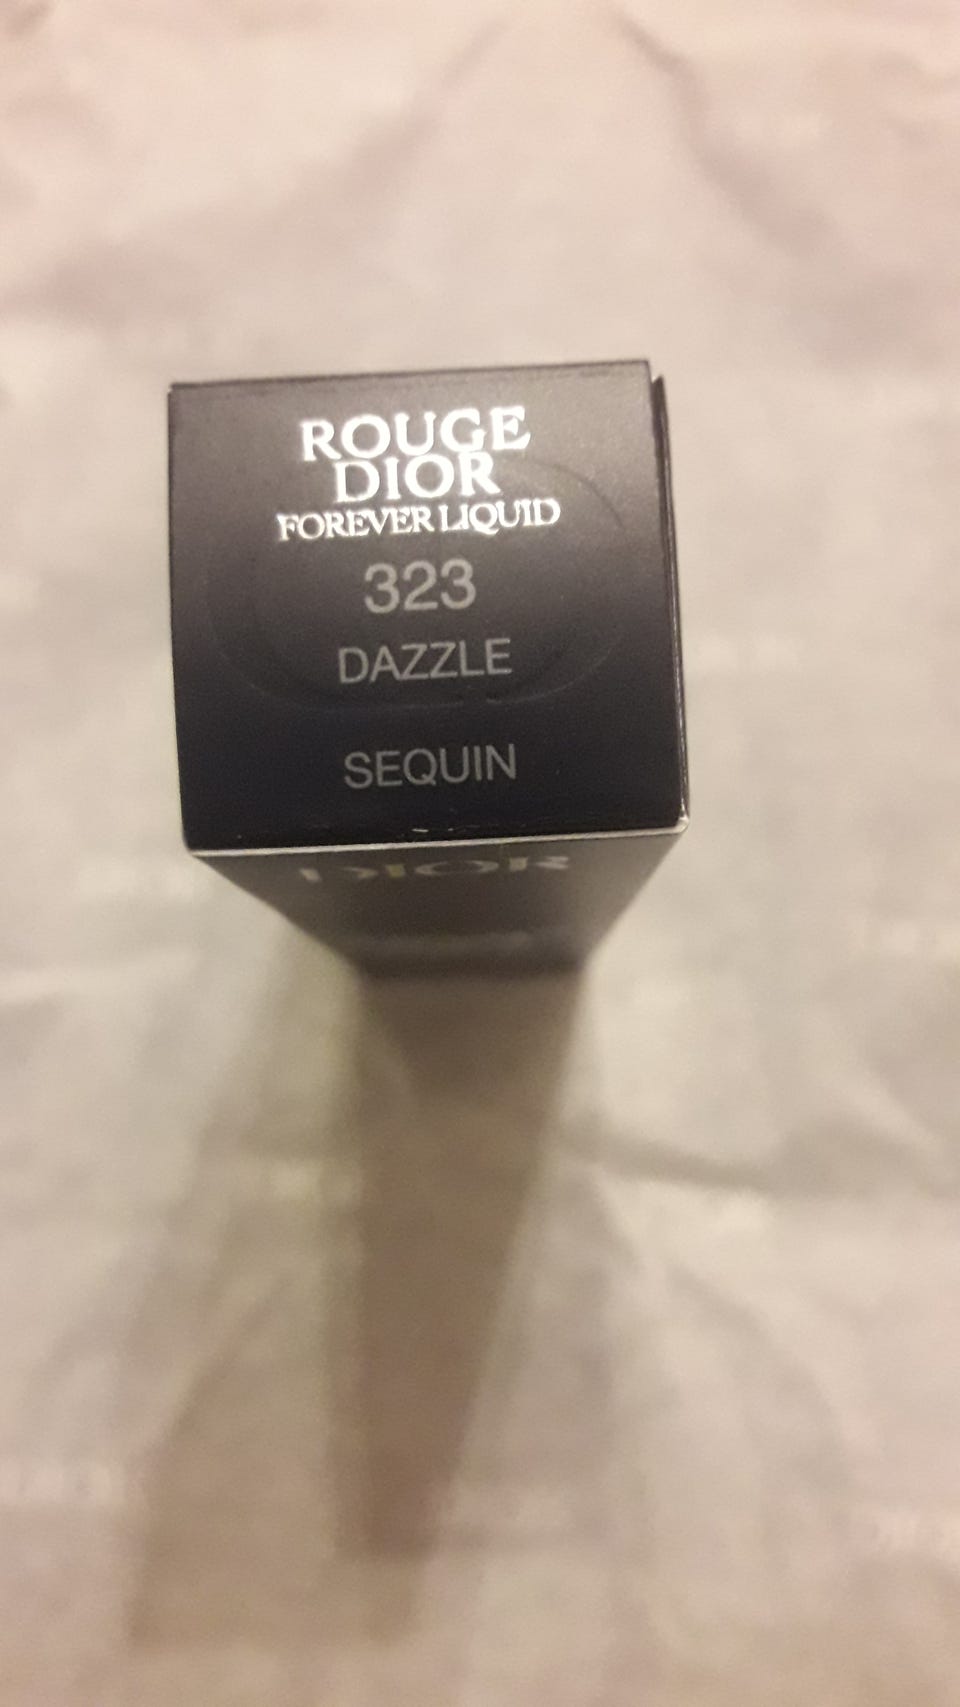 ROUGE
DIOR
FOREVER LIQUID
323
DAZZLE
SEQUIN
DIOR